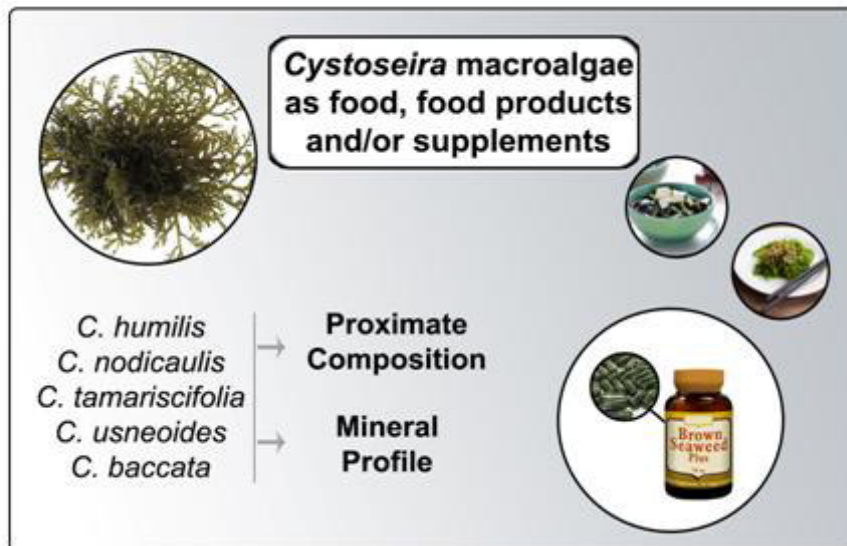 Cystoseira macroalgae
as food, food products
and/or supplements
C. humilis
C. nodicaulis
C. tamariscifolia
C. usneoides
C. baccata
Proximate
Composition
Mineral
Profile
Brown
Seaweed
Plus